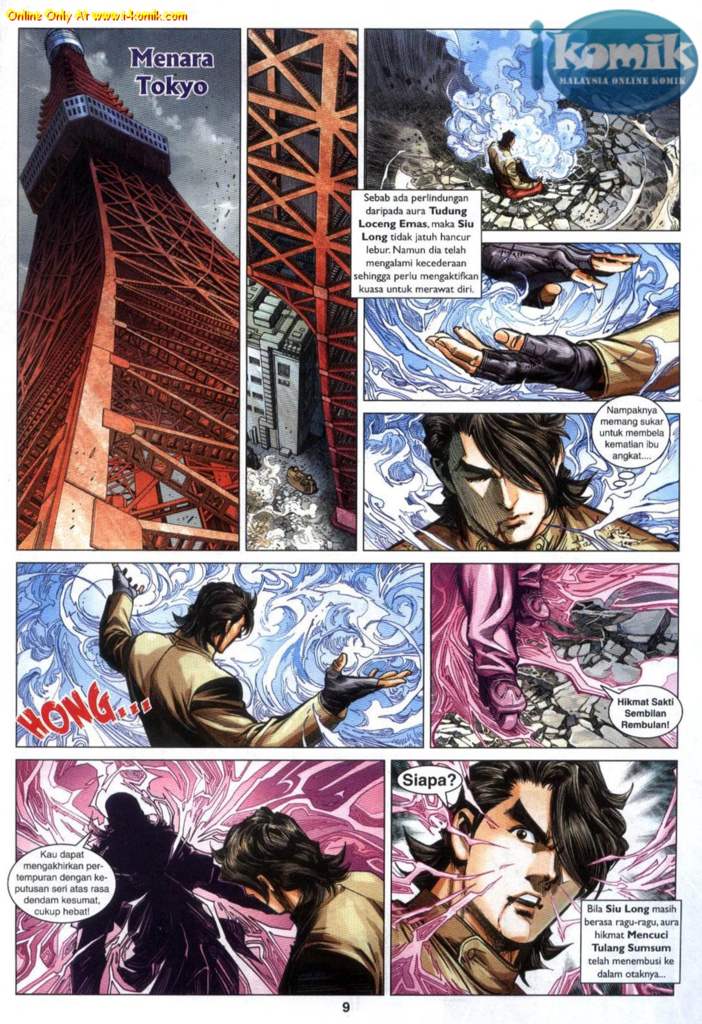 Online Only At www.i-komik.com
ikomik
MALAYSIA ONLINE KOMIK
Menara
Tokyo
Sebab ada perlindungan
daripada aura Tudung
Loceng Emas, maka Siu
Long tidak jatuh hancur
lebur. Namun dia telah
mengalami kecederaan
sehingga perlu mengaktifkan
kuasa untuk merawat diri.
Nampaknya
memang sukar
untuk membela
kematian ibu
angkat....
HONG...
Hikmat Sakti
Sembilan
Rembulan!
Kau dapat
mengakhirkan per-
tempuran dengan ke-
putusan seri atas rasa
dendam kesumat,
cukup hebat!
Siapa?
Bila Siu Long masih
berasa ragu-ragu, aura
hikmat Mencuci
Tulang Sumsum
telah menembusi ke
dalam otaknya...
9